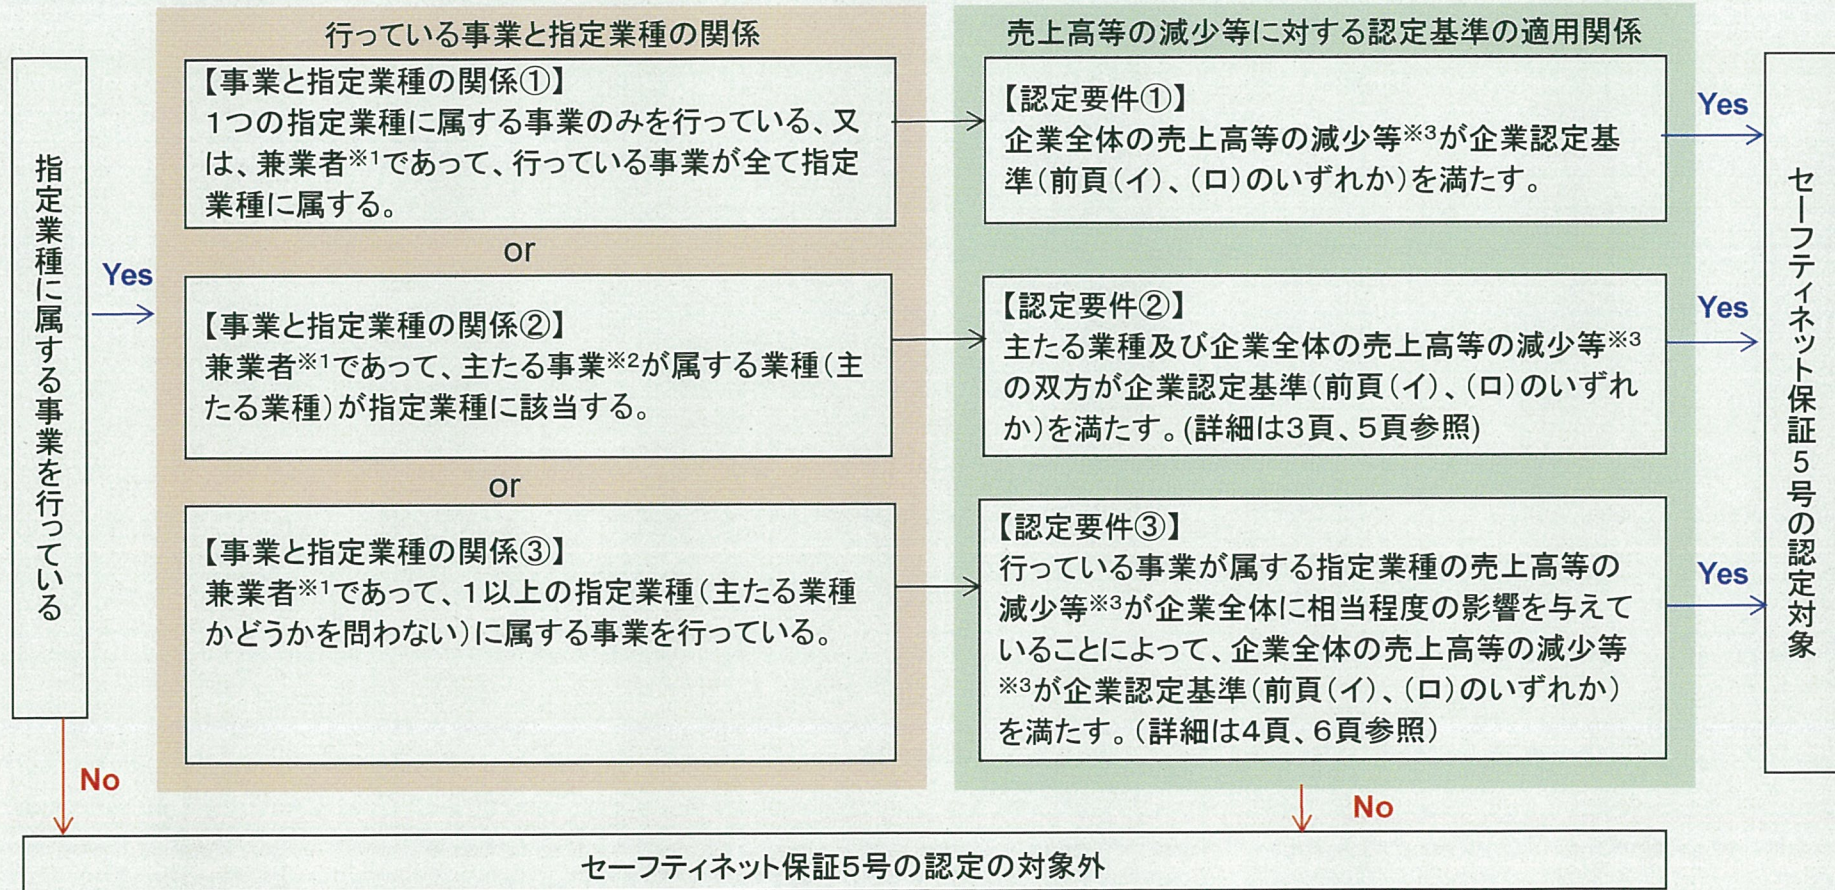 指定業種に属する事業を行っている
Yes
No
行っている事業と指定業種の関係
【事業と指定業種の関係①】
１つの指定業種に属する事業のみを行っている、又
は、兼業者※1であって、行っている事業が全て指定
業種に属する。
or
【事業と指定業種の関係②】
兼業者※1であって、主たる事業※2が属する業種（主
たる業種）が指定業種に該当する。
or
【事業と指定業種の関係③】
兼業者※1であって、１以上の指定業種（主たる業種
かどうかを問わない）に属する事業を行っている。
売上高等の減少等に対する認定基準の適用関係
【認定要件①】
企業全体の売上高等の減少等※3が企業認定基
準（前頁（イ）、（ロ）のいずれか）を満たす。
Yes
【認定要件②】
主たる業種及び企業全体の売上高等の減少等※3
の双方が企業認定基準（前頁（イ）、（ロ）のいずれ
か）を満たす。(詳細は3頁、5頁参照)
Yes
【認定要件③】
行っている事業が属する指定業種の売上高等の
減少等※3が企業全体に相当程度の影響を与えて
いることによって、企業全体の売上高等の減少等
※3が企業認定基準（前頁（イ）、（ロ）のいずれか）
を満たす。（詳細は4頁、6頁参照）
Yes
No
セーフティネット保証５号の認定対象
セーフティネット保証5号の認定の対象外